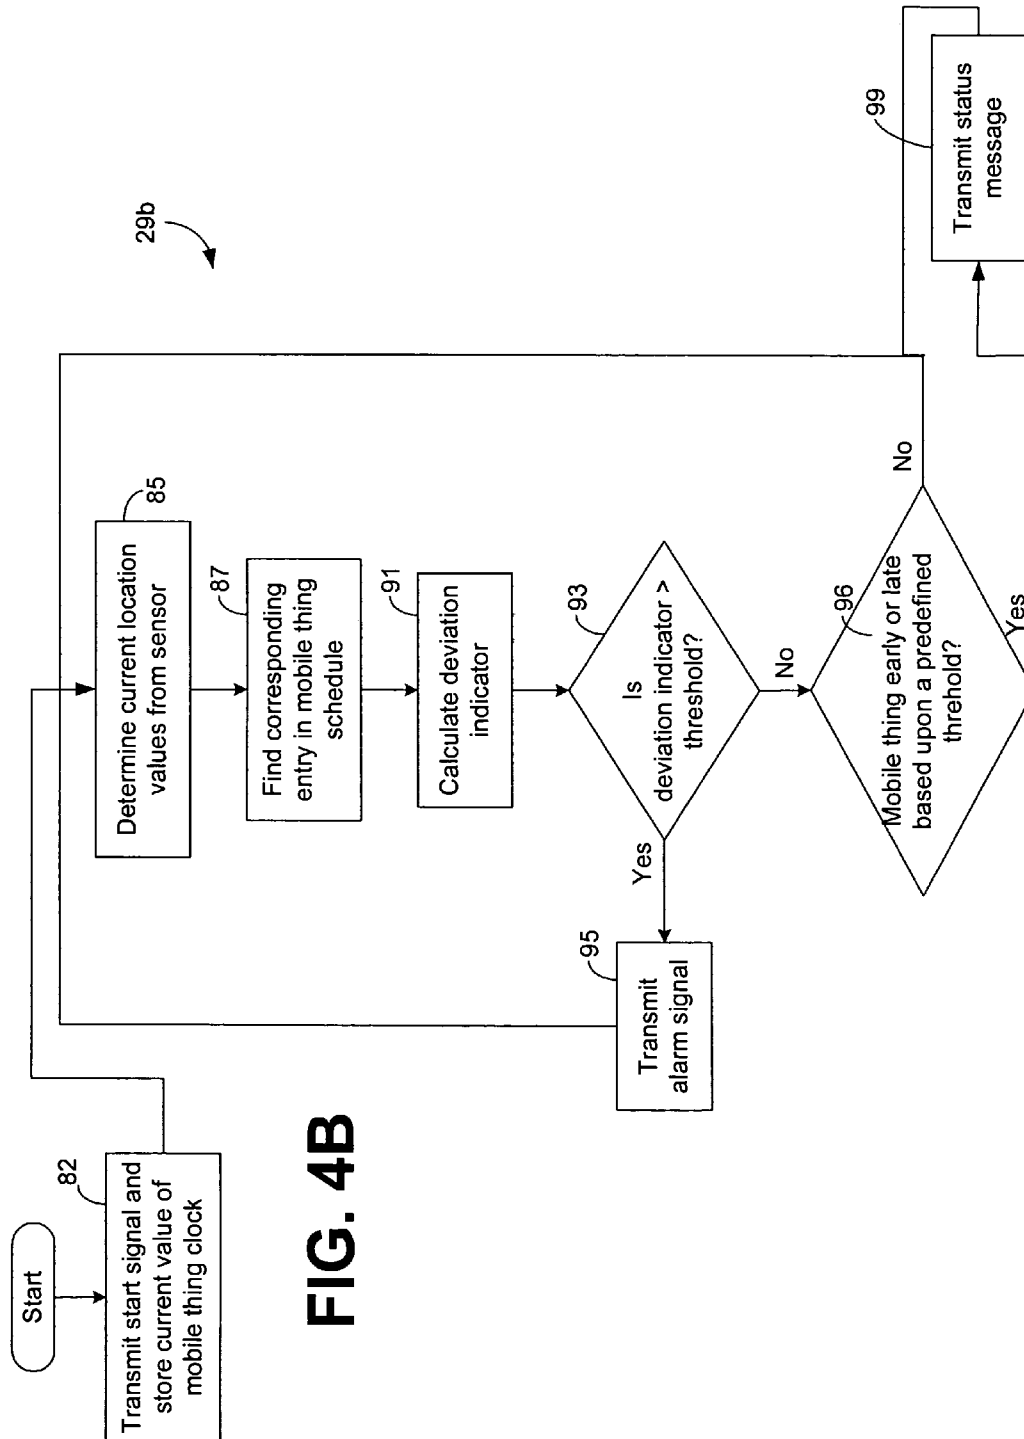 Start
82
Transmit start signal and
store current value of
mobile thing clock
FIG. 4B
29b
85
Determine current location
values from sensor
87
Find corresponding
entry in mobile thing
schedule
91
Calculate deviation
indicator
93
Is
deviation indicator >
threshold?
Yes
No
95
Transmit
alarm signal
96
Mobile thing early or late
based upon a predefined
threhold?
No
Yes
99
Transmit status
message